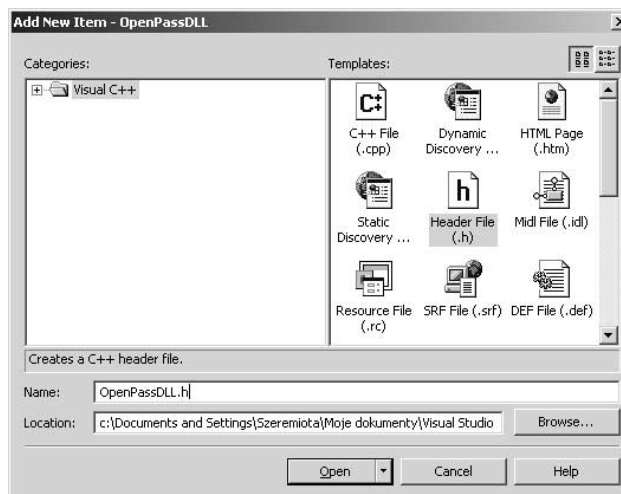 Add New Item - OpenPassDLL
Categories:
Templates:
Visual C++
C++ File
(.cpp)
Dynamic
Discovery ...
HTML Page
(.htm)
Static
Discovery ...
Header File
(.h)
Midl File (.idl)
Resource File
(.rc)
SRF File (.srf)
DEF File (.def)
Creates a C++ header file.
Name:
OpenPassDLL.h
Location:
c:\Documents and Settings\Szeremiota\Moje dokumenty\Visual Studio
Browse...
Open
Cancel
Help